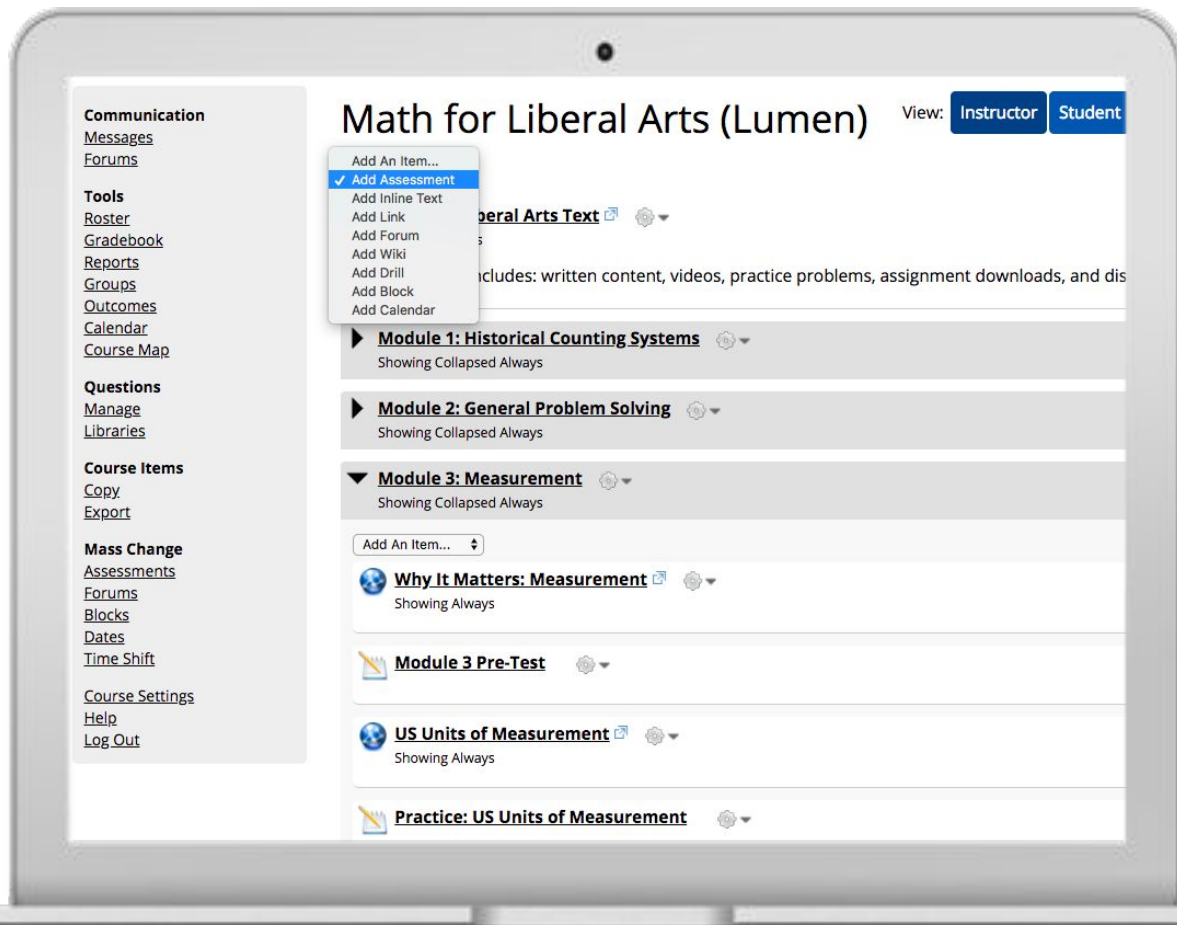 Communication
Messages
Forums
Tools
Roster
Gradebook
Reports
Groups
Outcomes
Calendar
Course Map
Questions
Manage
Libraries
Course Items
Copy
Export
Mass Change
Assessments
Forums
Blocks
Dates
Time Shift
Course Settings
Help
Log Out
Math for Liberal Arts (Lumen)
View: Instructor Student
Add An Item...
✓ Add Assessment
Add Inline Text
Add Link
Add Forum
Add Wiki
Add Drill
Add Block
Add Calendar
beral Arts Text
s
ncludes: written content, videos, practice problems, assignment downloads, and dis
Module 1: Historical Counting Systems
Showing Collapsed Always
Module 2: General Problem Solving
Showing Collapsed Always
Module 3: Measurement
Showing Collapsed Always
Add An Item...
Why It Matters: Measurement
Showing Always
Module 3 Pre-Test
US Units of Measurement
Showing Always
Practice: US Units of Measurement